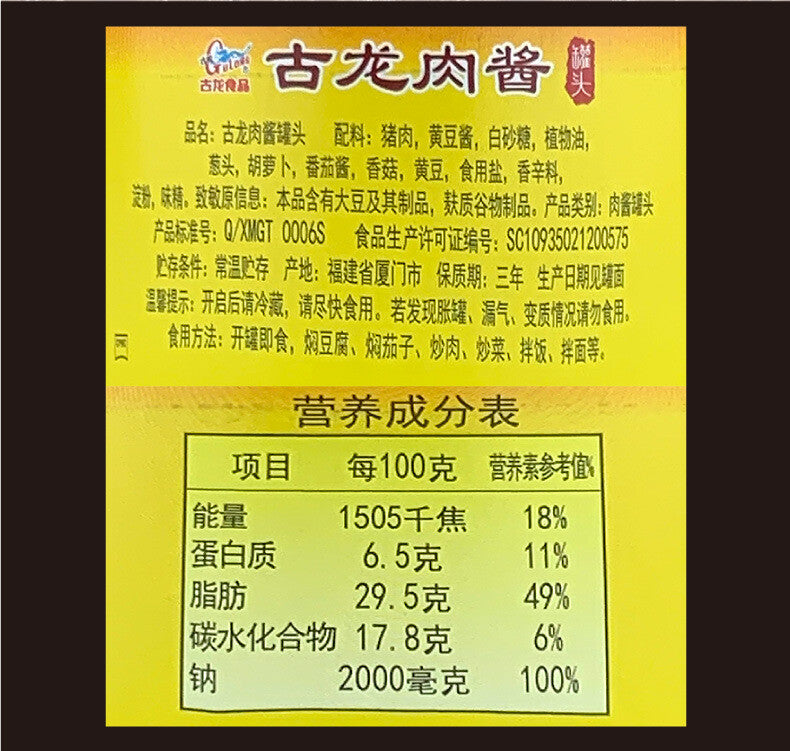 Gulong
古龙食品
古龙肉酱
罐头
品名：古龙肉酱罐头 配料：猪肉，黄豆酱，白砂糖，植物油，
葱头，胡萝卜，番茄酱，香菇，黄豆，食用盐，香辛料，
淀粉，味精。致敏原信息：本品含有大豆及其制品，麸质谷物制品。产品类别：肉酱罐头
产品标准号：Q/XMGT 0006S 食品生产许可证编号：SC10935021200575
贮存条件：常温贮存 产地：福建省厦门市 保质期：三年 生产日期见罐面
温馨提示：开启后请冷藏，请尽快食用。若发现胀罐、漏气、变质情况请勿食用。
食用方法：开罐即食，焖豆腐、焖茄子、炒肉、炒菜、拌饭、拌面等。
营养成分表
项目 每100克 营养素参考值%
能量 1505千焦 18%
蛋白质 6.5克 11%
脂肪 29.5克 49%
碳水化合物 17.8克 6%
钠 2000毫克 100%